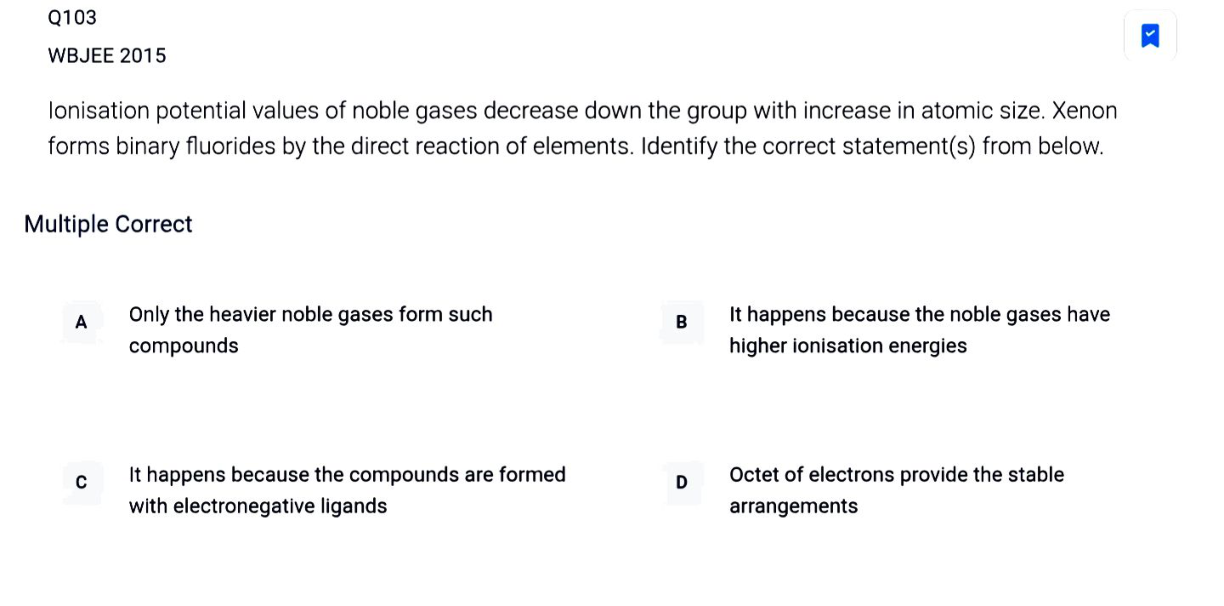 Q103
WBJEE 2015
Ionisation potential values of noble gases decrease down the group with increase in atomic size. Xenon
forms binary fluorides by the direct reaction of elements. Identify the correct statement(s) from below.
Multiple Correct
A
Only the heavier noble gases form such
compounds
B
It happens because the noble gases have
higher ionisation energies
C
It happens because the compounds are formed
with electronegative ligands
D
Octet of electrons provide the stable
arrangements